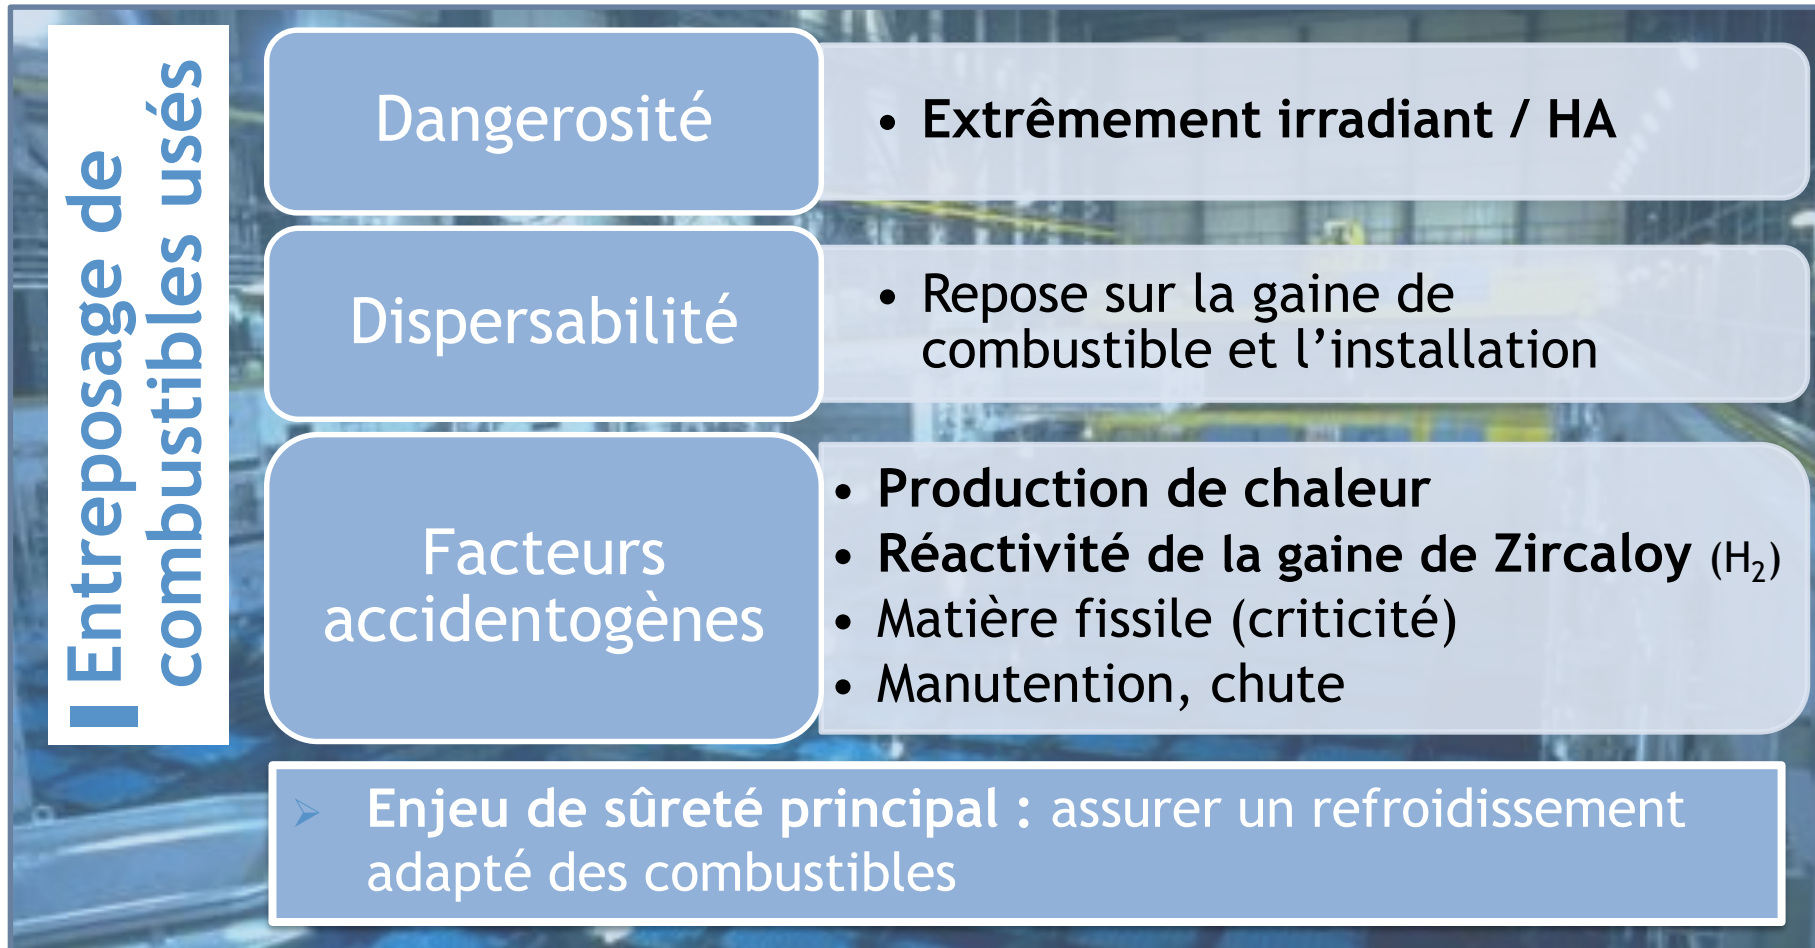 Entreposage de
combustibles usés
Dangerosité
• Extrêmement irradiant / HA
Dispersabilité
• Repose sur la gaine de
combustible et l’installation
Facteurs
accidentogènes
• Production de chaleur
• Réactivité de la gaine de Zircaloy (H₂)
• Matière fissile (criticité)
• Manutention, chute
➢ Enjeu de sûreté principal : assurer un refroidissement
adapté des combustibles